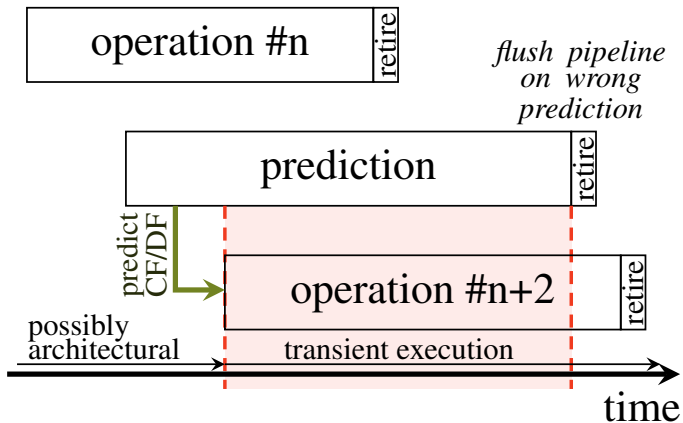 operation #n
retire
flush pipeline
on wrong
prediction
prediction
retire
predict
CF/DF
operation #n+2
retire
possibly
architectural
transient execution
time